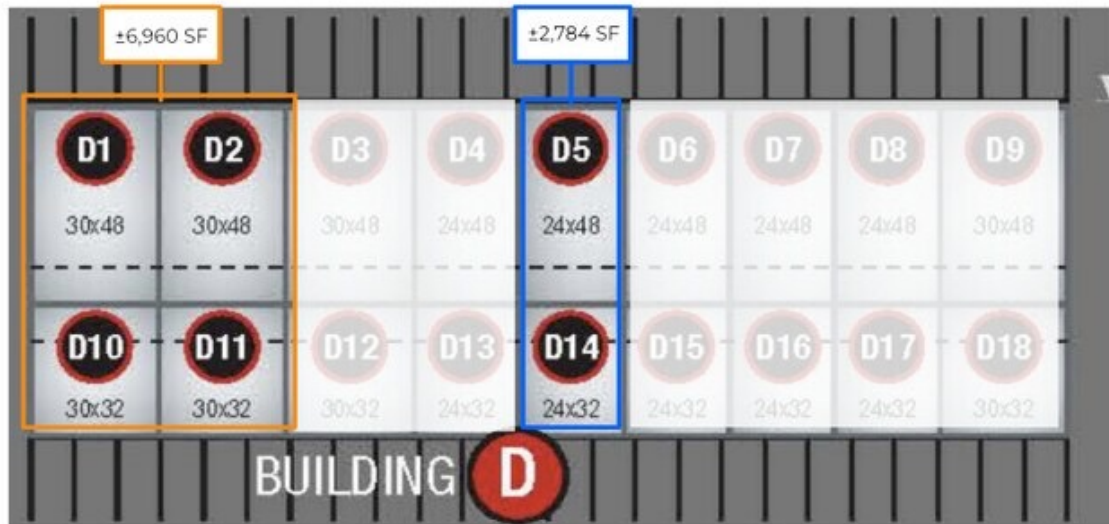 ±6,960 SF ±2,784 SF
D1 D2 D3 D4 D5 D6 D7 D8 D9
30x48 30x48 30x48 24x48 24x48 24x48 24x48 24x48 30x48
D10 D11 D12 D13 D14 D15 D16 D17 D18
30x32 30x32 30x32 24x32 24x32 24x32 24x32 24x32 30x32
BUILDING D